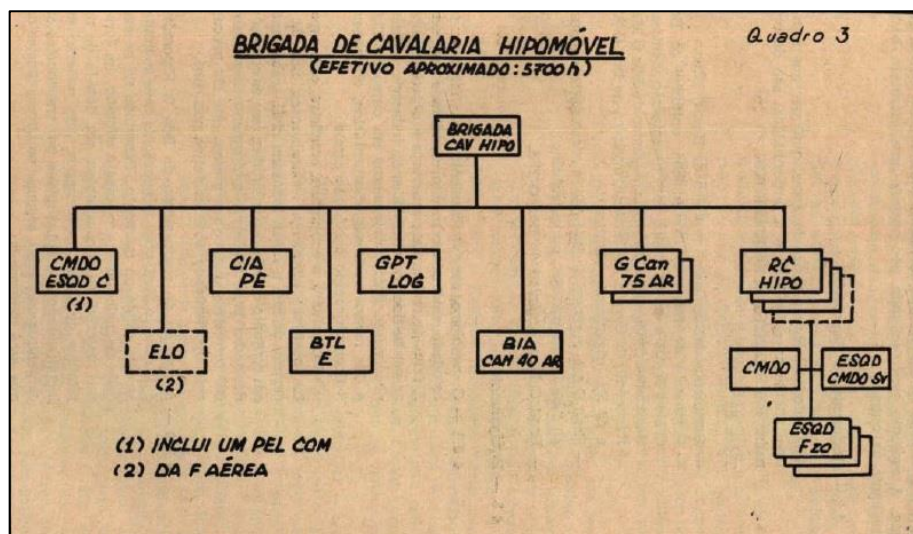 Quadro 3
BRIGADA DE CAVALARIA HIPOMÓVEL
(EFETIVO APROXIMADO: 5700 h)
BRIGADA
CAV HIPO
CMDO
ESQD C
(1)
ELO
(2)
CIA
PE
BTL
E
GPT
LOG
BIA
CAN 40 AR
G Can
75 AR
RC
HIPO
CMDO
ESQD
CMDO Sv
ESQD
Fzo
(1) INCLUI UM PEL COM
(2) DA F AÉREA